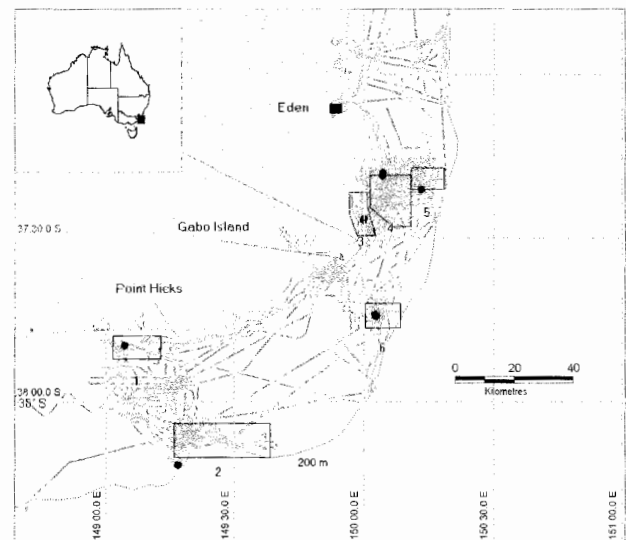 Eden
5
4
3
37 30.0 S
Gabo Island
Point Hicks
6
1
0 20 40
Kilometres
38 00.0 S
200 m
2
149 00.0 E
149 30.0 E
150 00.0 E
150 30.0 E
151 00.0 E